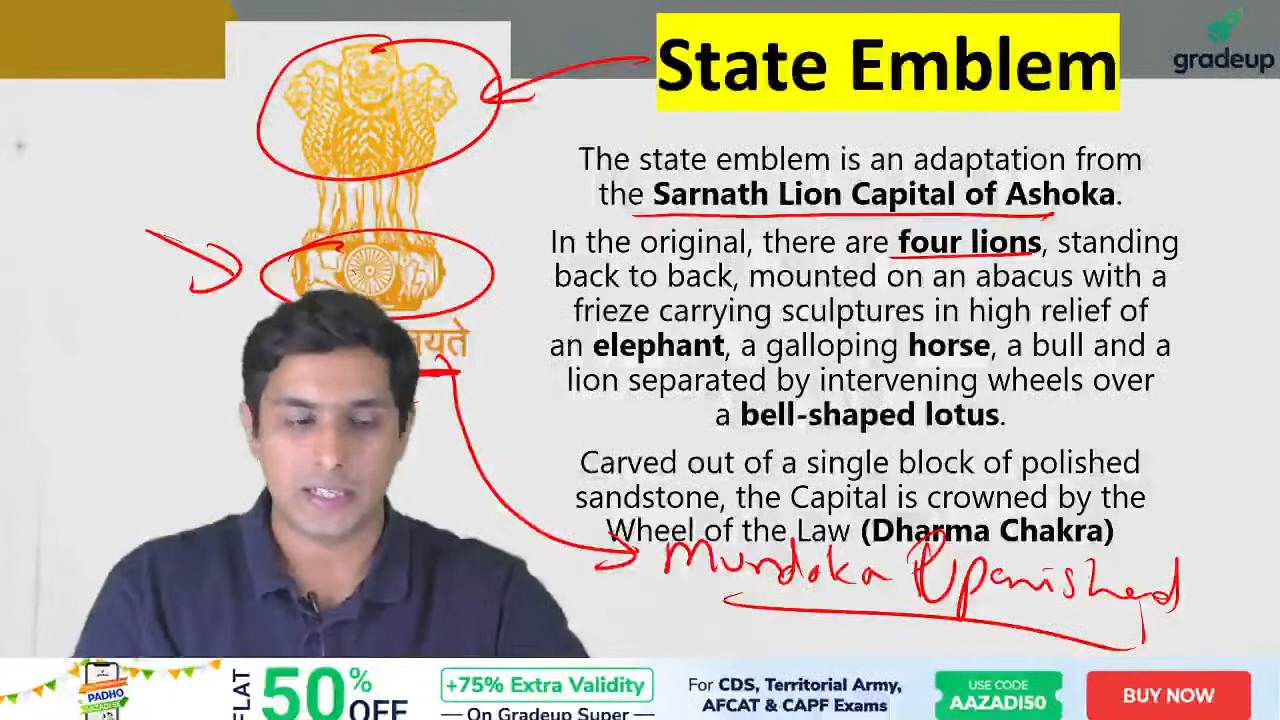 State Emblem
gradeup
The state emblem is an adaptation from
the Sarnath Lion Capital of Ashoka.
In the original, there are four lions, standing
back to back, mounted on an abacus with a
frieze carrying sculptures in high relief of
an elephant, a galloping horse, a bull and a
lion separated by intervening wheels over
a bell-shaped lotus.
Carved out of a single block of polished
sandstone, the Capital is crowned by the
Wheel of the Law (Dharma Chakra)
Mundaka Upanishad
PADHO
FLAT
50% OFF
+75% Extra Validity
On Gradeup Super
For CDS, Territorial Army,
AFCAT & CAPF Exams
USE CODE
AAZADI50
BUY NOW